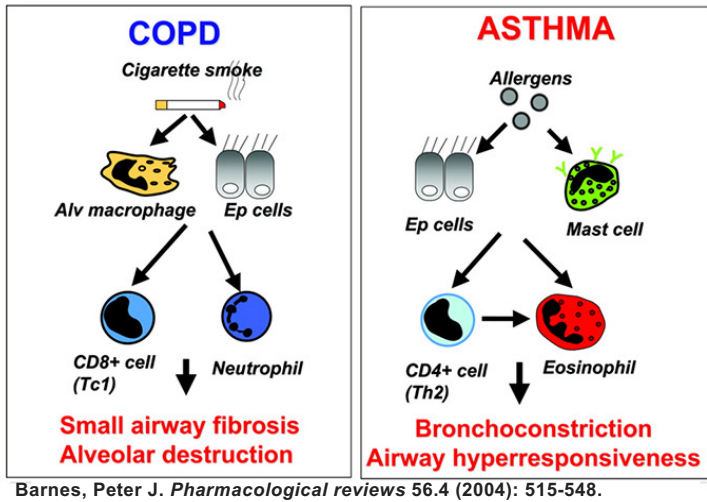 COPD
Cigarette smoke
Alv macrophage
Ep cells
CD8+ cell
(Tc1)
Neutrophil
Small airway fibrosis
Alveolar destruction
ASTHMA
Allergens
Ep cells
Mast cell
CD4+ cell
(Th2)
Eosinophil
Bronchoconstriction
Airway hyperresponsiveness
Barnes, Peter J. Pharmacological reviews 56.4 (2004): 515-548.